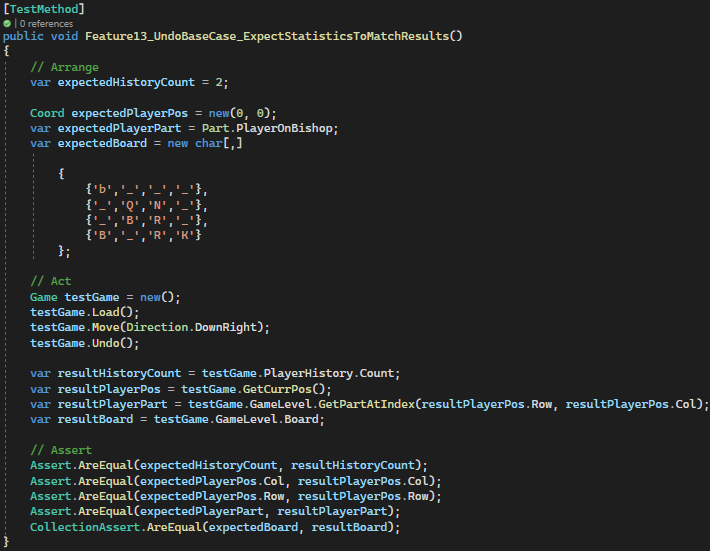 [TestMethod]
| 0 references
public void Feature13_UndoBaseCase_ExpectStatisticsToMatchResults()
{
// Arrange
var expectedHistoryCount = 2;
Coord expectedPlayerPos = new(0, 0);
var expectedPlayerPart = Part.PlayerOnBishop;
var expectedBoard = new char[,]
{
{'b','_','_','_'},
{'_','Q','N','_'},
{'_','B','R','_'},
{'B','_','R','K'}
};
// Act
Game testGame = new();
testGame.Load();
testGame.Move(Direction.DownRight);
testGame.Undo();
var resultHistoryCount = testGame.PlayerHistory.Count;
var resultPlayerPos = testGame.GetCurrPos();
var resultPlayerPart = testGame.GameLevel.GetPartAtIndex(resultPlayerPos.Row, resultPlayerPos.Col);
var resultBoard = testGame.GameLevel.Board;
// Assert
Assert.AreEqual(expectedHistoryCount, resultHistoryCount);
Assert.AreEqual(expectedPlayerPos.Col, resultPlayerPos.Col);
Assert.AreEqual(expectedPlayerPos.Row, resultPlayerPos.Row);
Assert.AreEqual(expectedPlayerPart, resultPlayerPart);
CollectionAssert.AreEqual(expectedBoard, resultBoard);
}